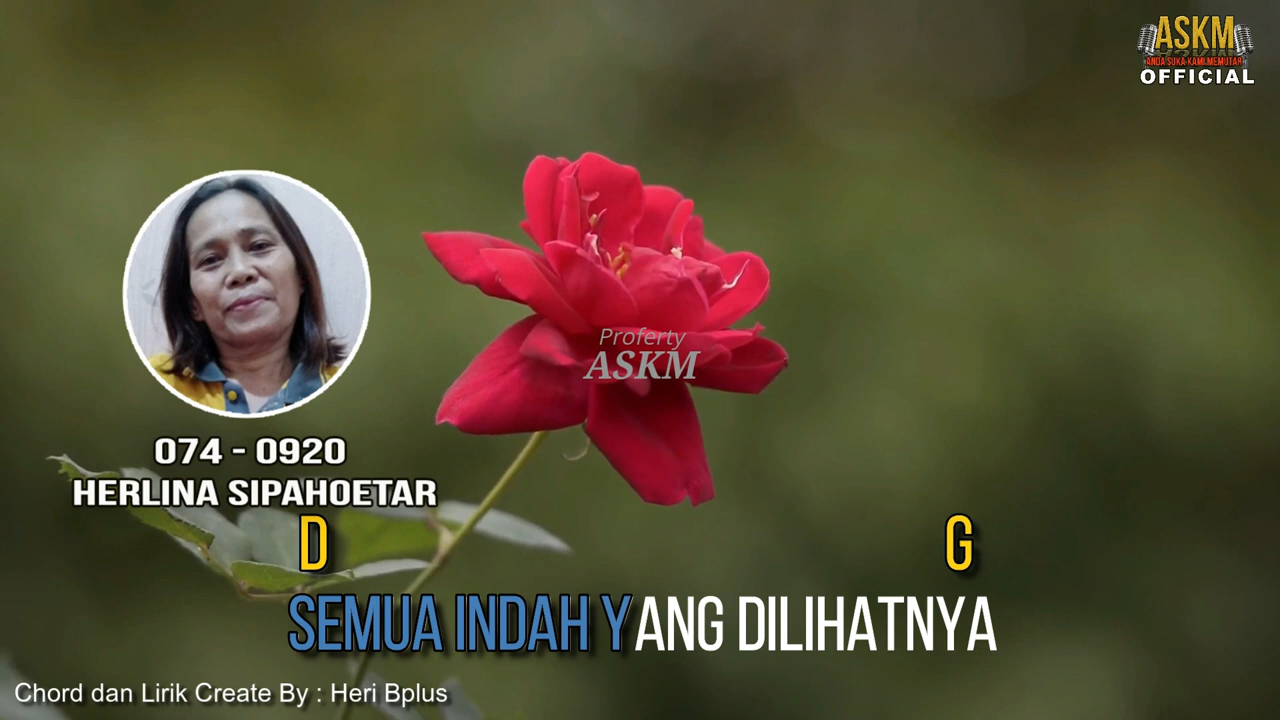 ASKM
ANDA SUKA KAMI MEMUTAR
OFFICIAL
Proferty
ASKM
074 - 0920
HERLINA SIPAHOETAR
D G
SEMUA INDAH YANG DILIHATNYA
Chord dan Lirik Create By : Heri Bplus